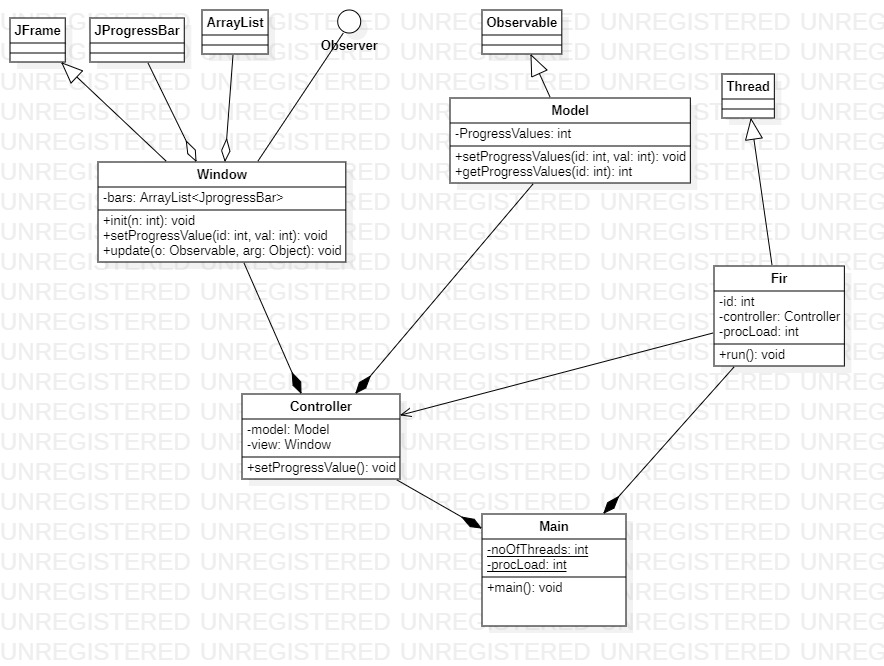 JFrame
JProgressBar
ArrayList
Observer
Observable
Thread
Model
-ProgressValues: int
+setProgressValues(id: int, val: int): void
+getProgressValues(id: int): int
Window
-bars: ArrayList<JprogressBar>
+init(n: int): void
+setProgressValue(id: int, val: int): void
+update(o: Observable, arg: Object): void
Fir
-id: int
-controller: Controller
-procLoad: int
+run(): void
Controller
-model: Model
-view: Window
+setProgressValue(): void
Main
-noOfThreads: int
-procLoad: int
+main(): void
UNREGISTERED UNREGISTERED UNREGISTERED UNREGISTERED UNREG